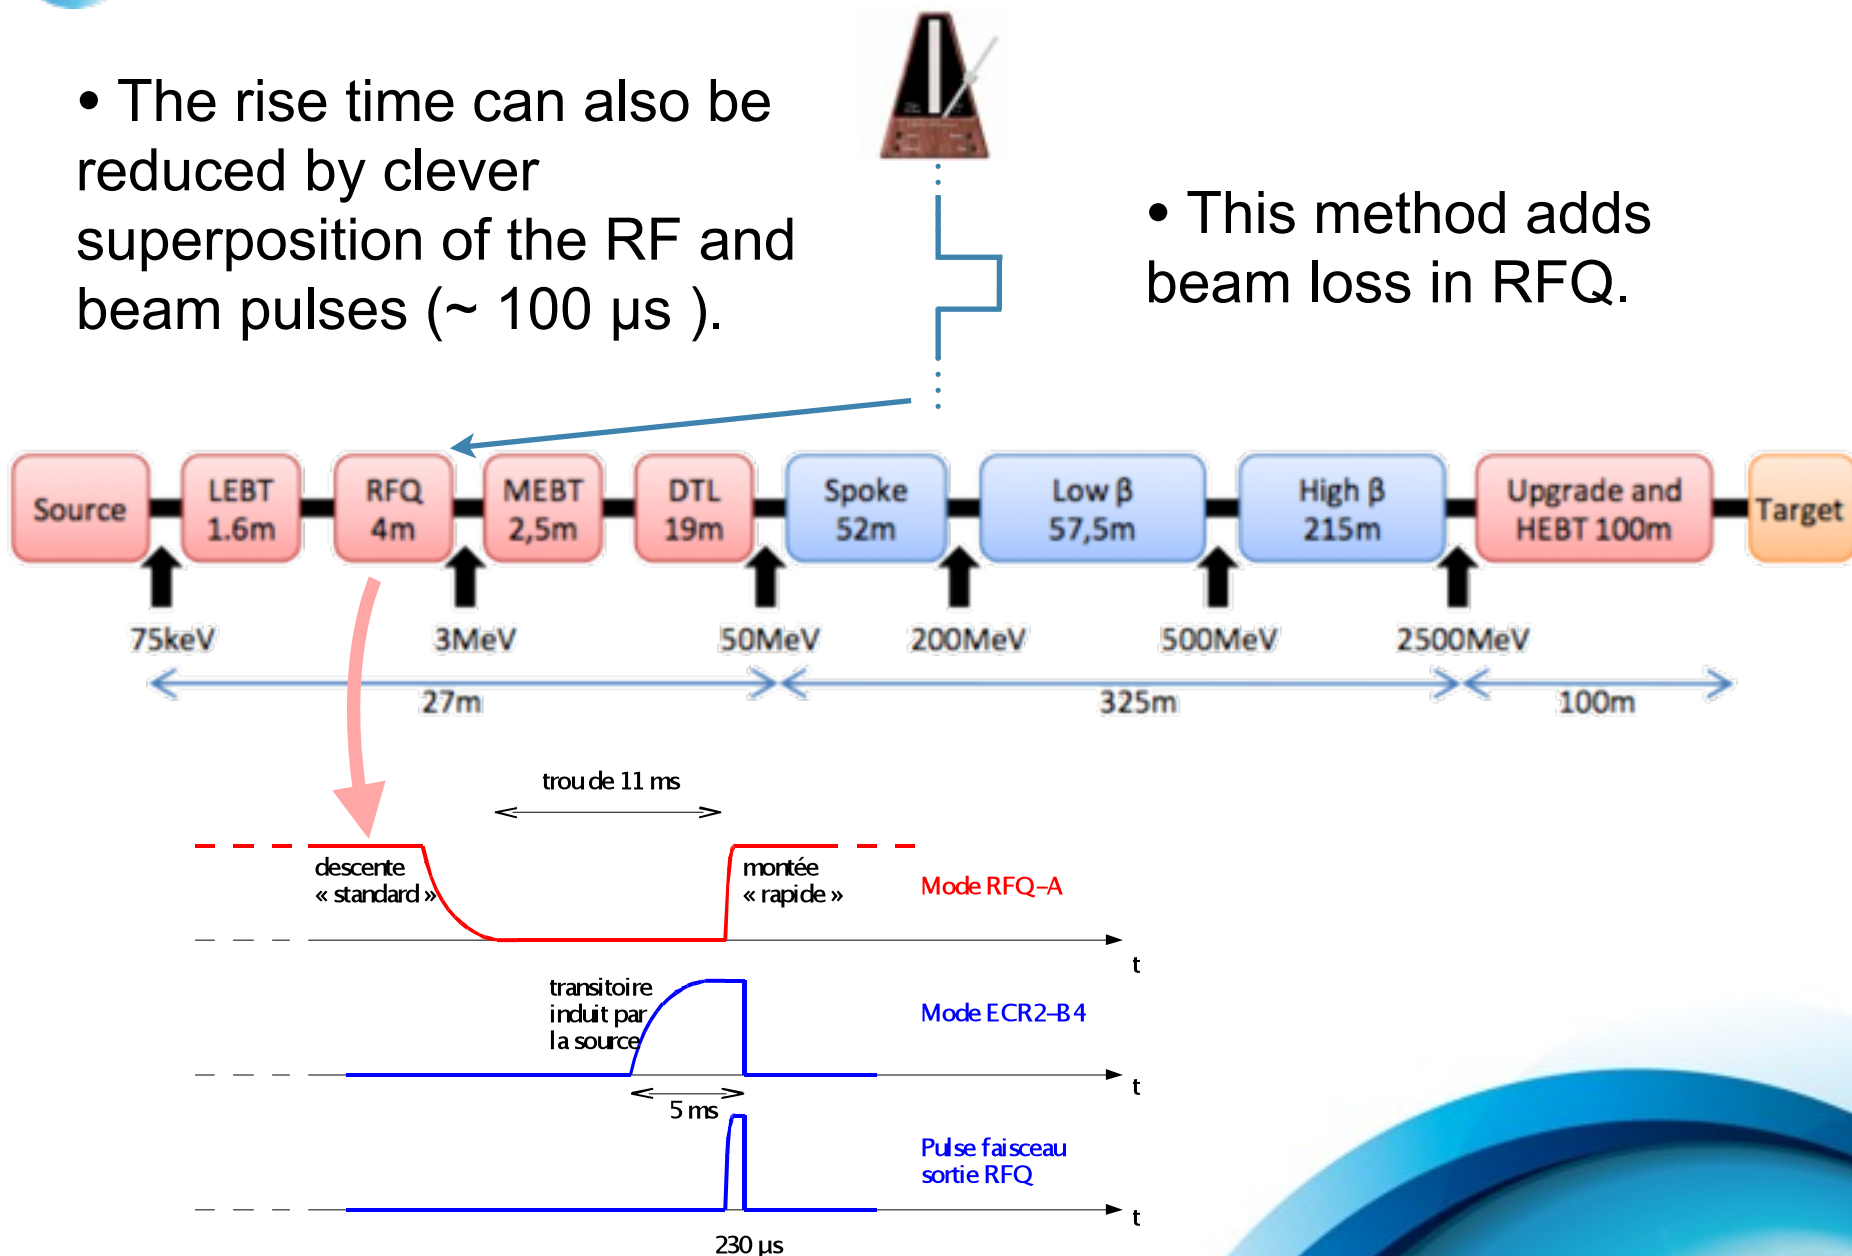 • The rise time can also be
reduced by clever
superposition of the RF and
beam pulses (~ 100 µs ).
• This method adds
beam loss in RFQ.
Source
LEBT
1.6m
RFQ
4m
MEBT
2,5m
DTL
19m
Spoke
52m
Low β
57,5m
High β
215m
Upgrade and
HEBT 100m
Target
75keV
3MeV
50MeV
200MeV
500MeV
2500MeV
27m
325m
100m
trou de 11 ms
descente
« standard »
montée
« rapide »
Mode RFQ–A
t
transitoire
induit par
la source
Mode ECR2–B4
t
5 ms
Pulse faisceau
sortie RFQ
t
230 µs